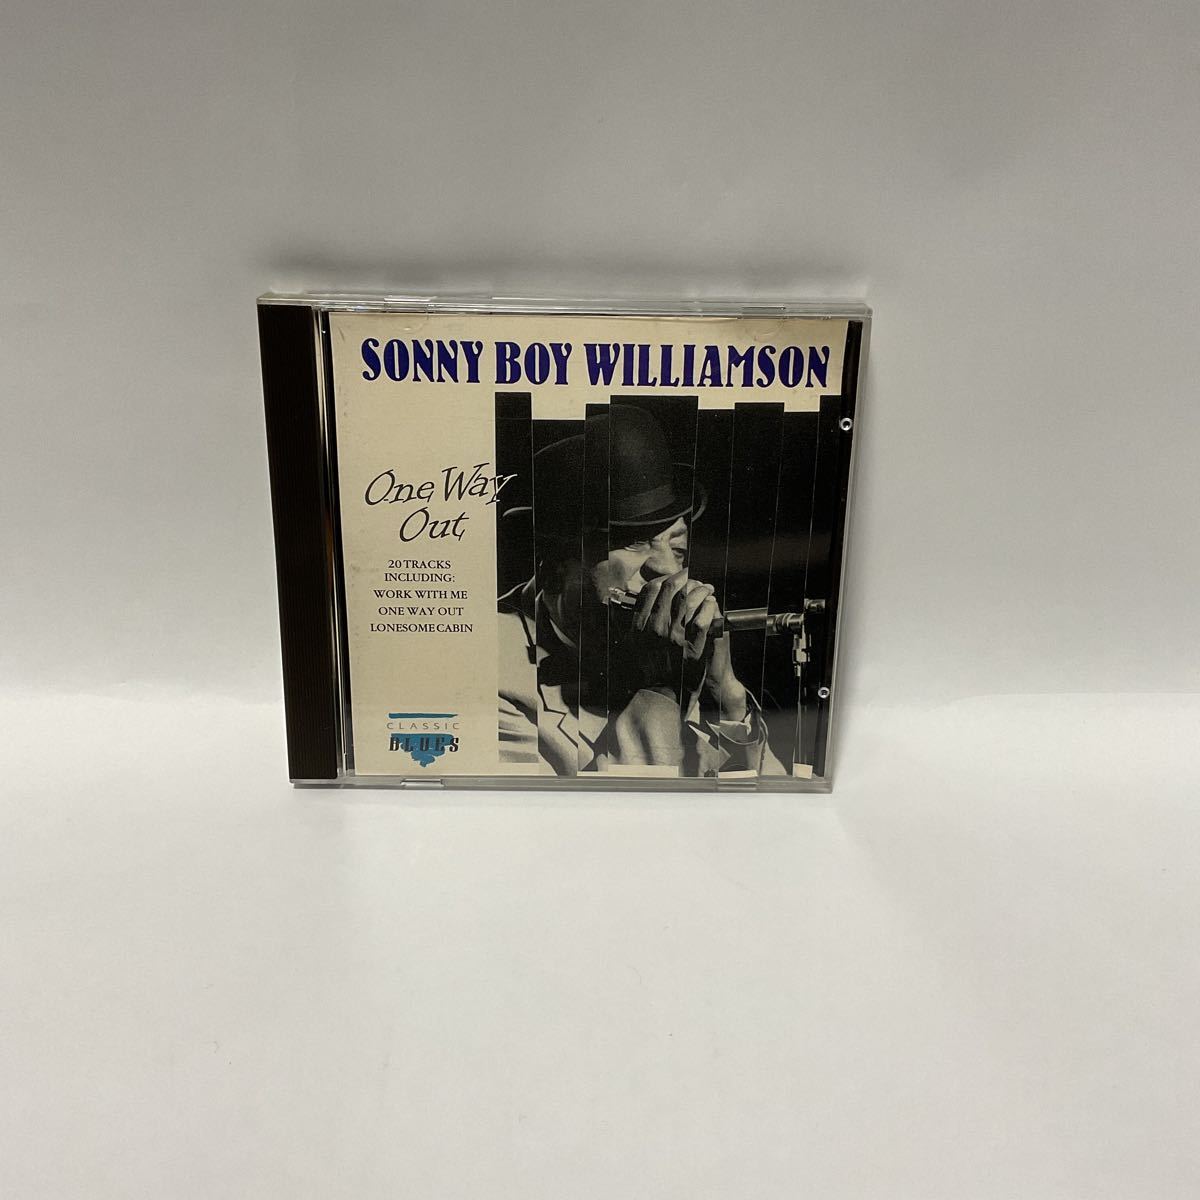 SONNY BOY WILLIAMSON
One Way
Out
20 TRACKS
INCLUDING:
WORK WITH ME
ONE WAY OUT
LONESOME CABIN
CLASSIC
BLUES